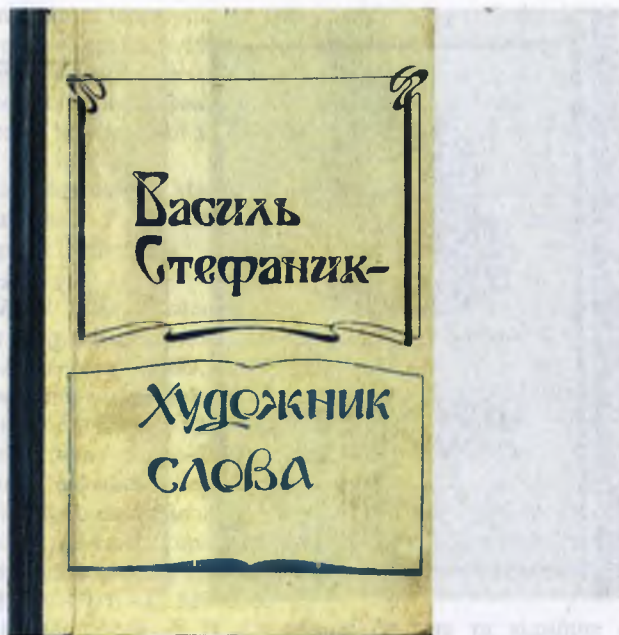 Василь
Стефаник-
Художник
слова